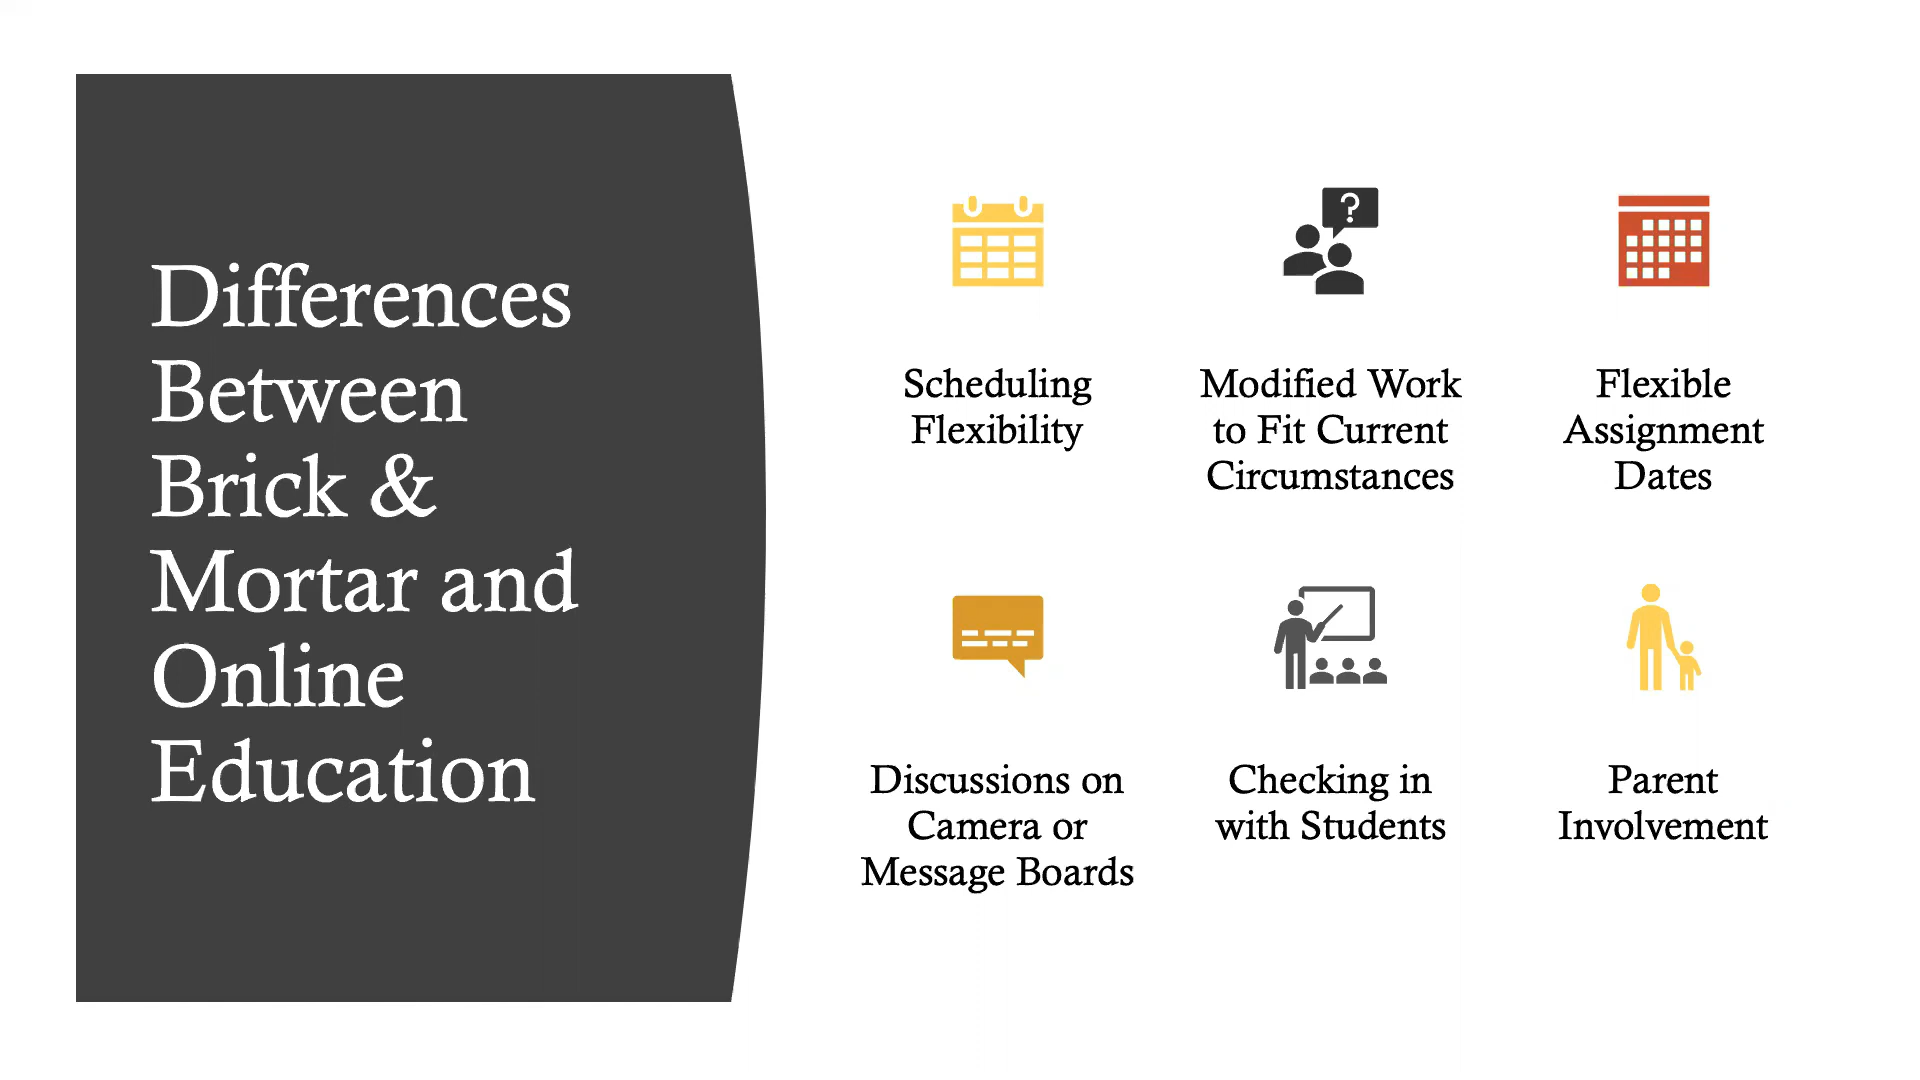 Differences
Between
Brick &
Mortar and
Online
Education
?
Scheduling
Flexibility
Modified Work
to Fit Current
Circumstances
Flexible
Assignment
Dates
Discussions on
Camera or
Message Boards
Checking in
with Students
Parent
Involvement